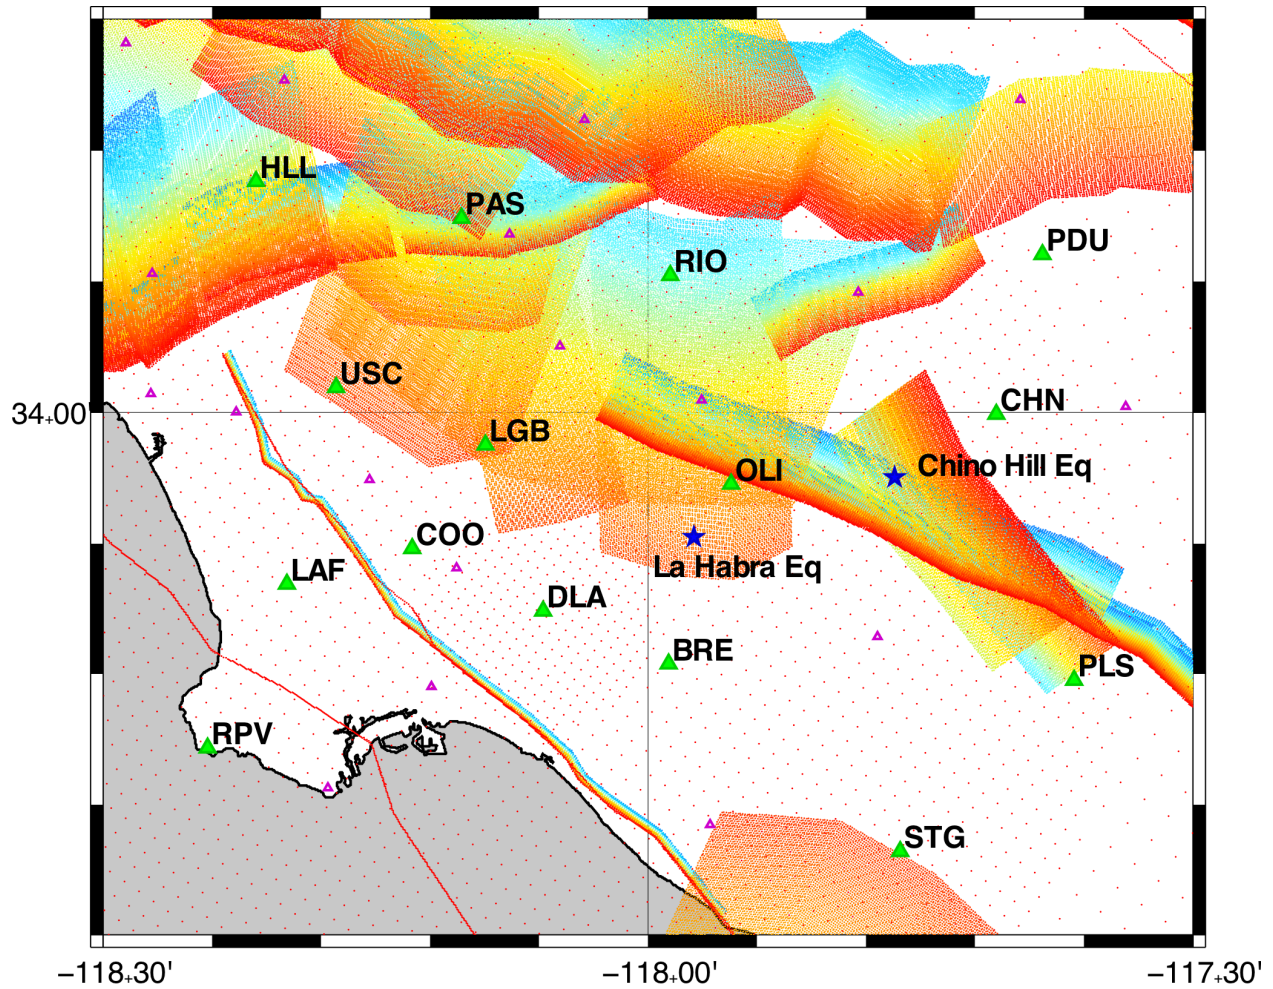 HLL
PAS
PDU
RIO
USC
CHN
34+00'
LGB
OLI
Chino Hill Eq
COO
La Habra Eq
LAF
DLA
BRE
PLS
RPV
STG
−118+30'
−118+00'
−117+30'